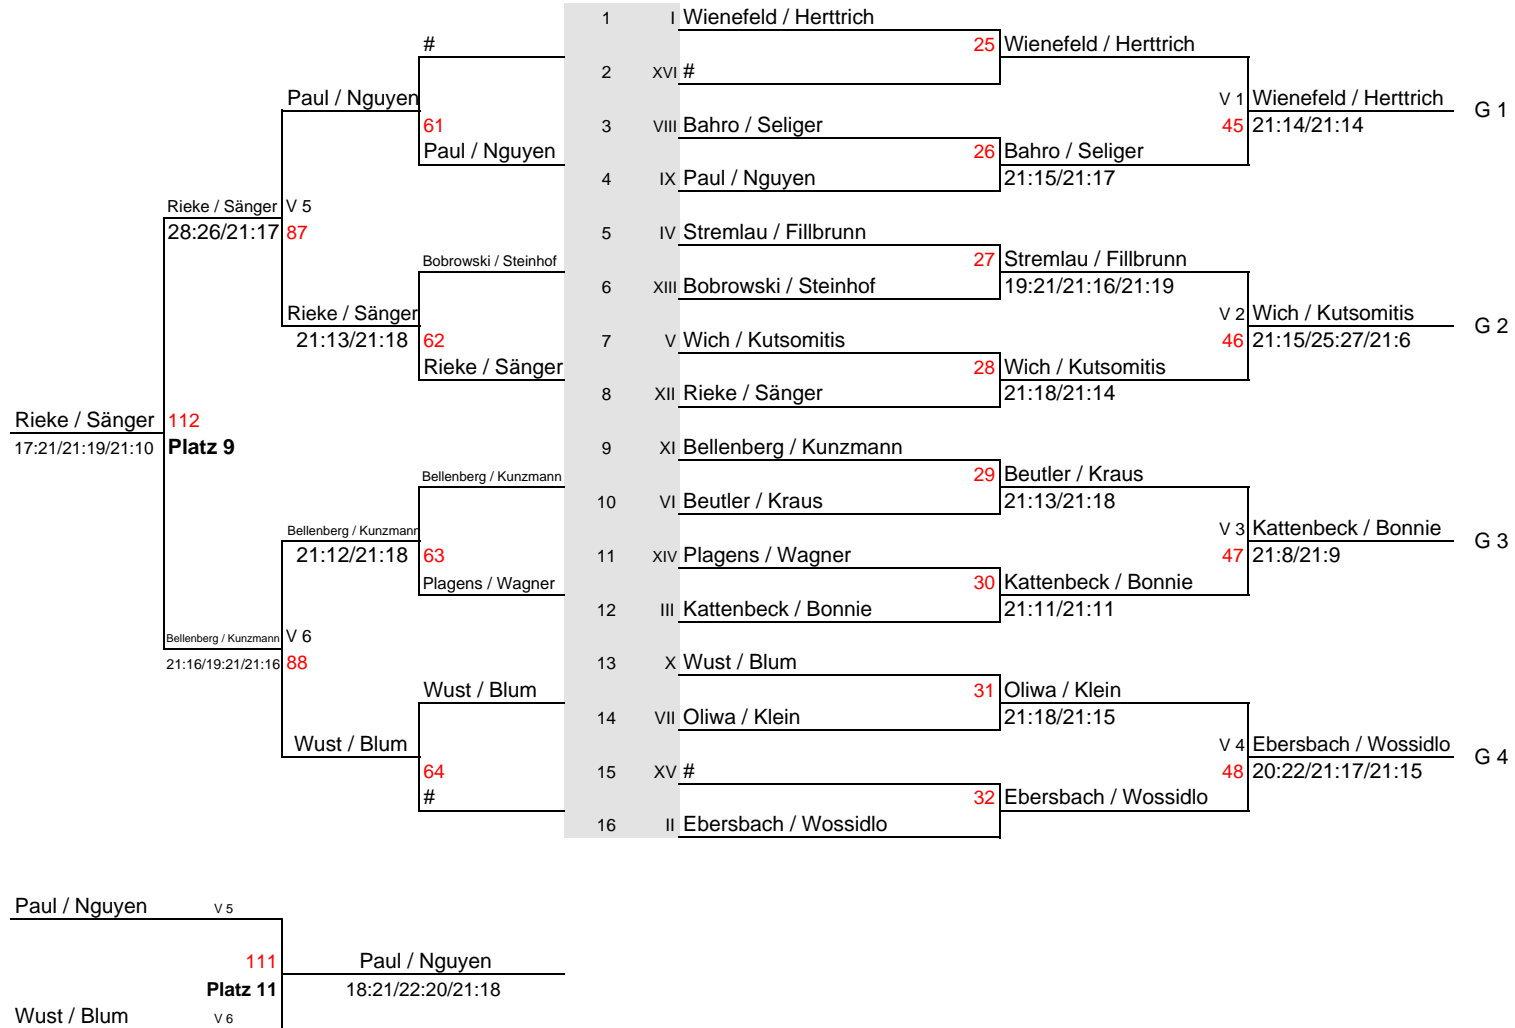 1 I Wienefeld / Herttrich
# 25 Wienefeld / Herttrich
2 XVI #
Paul / Nguyen V 1 Wienefeld / Herttrich G 1
61 3 VIII Bahro / Seliger 45 21:14/21:14
Paul / Nguyen 26 Bahro / Seliger
4 IX Paul / Nguyen 21:15/21:17
Rieke / Sänger V 5
28:26/21:17 87 5 IV Stremlau / Fillbrunn
Bobrowski / Steinhof 27 Stremlau / Fillbrunn
6 XIII Bobrowski / Steinhof 19:21/21:16/21:19
Rieke / Sänger V 2 Wich / Kutsomitis G 2
21:13/21:18 62 7 V Wich / Kutsomitis 46 21:15/25:27/21:6
Rieke / Sänger 28 Wich / Kutsomitis
8 XII Rieke / Sänger 21:18/21:14
Rieke / Sänger 112
17:21/21:19/21:10 Platz 9 9 XI Bellenberg / Kunzmann
Bellenberg / Kunzmann 29 Beutler / Kraus
10 VI Beutler / Kraus 21:13/21:18
Bellenberg / Kunzmann V 3 Kattenbeck / Bonnie G 3
21:12/21:18 63 11 XIV Plagens / Wagner 47 21:8/21:9
Plagens / Wagner 30 Kattenbeck / Bonnie
12 III Kattenbeck / Bonnie 21:11/21:11
Bellenberg / Kunzmann V 6
21:16/19:21/21:16 88 13 X Wust / Blum
Wust / Blum 31 Oliwa / Klein
14 VII Oliwa / Klein 21:18/21:15
Wust / Blum V 4 Ebersbach / Wossidlo G 4
64 15 XV # 48 20:22/21:17/21:15
# 32 Ebersbach / Wossidlo
16 II Ebersbach / Wossidlo
Paul / Nguyen V 5
111 Paul / Nguyen
Platz 11 18:21/22:20/21:18
Wust / Blum V 6